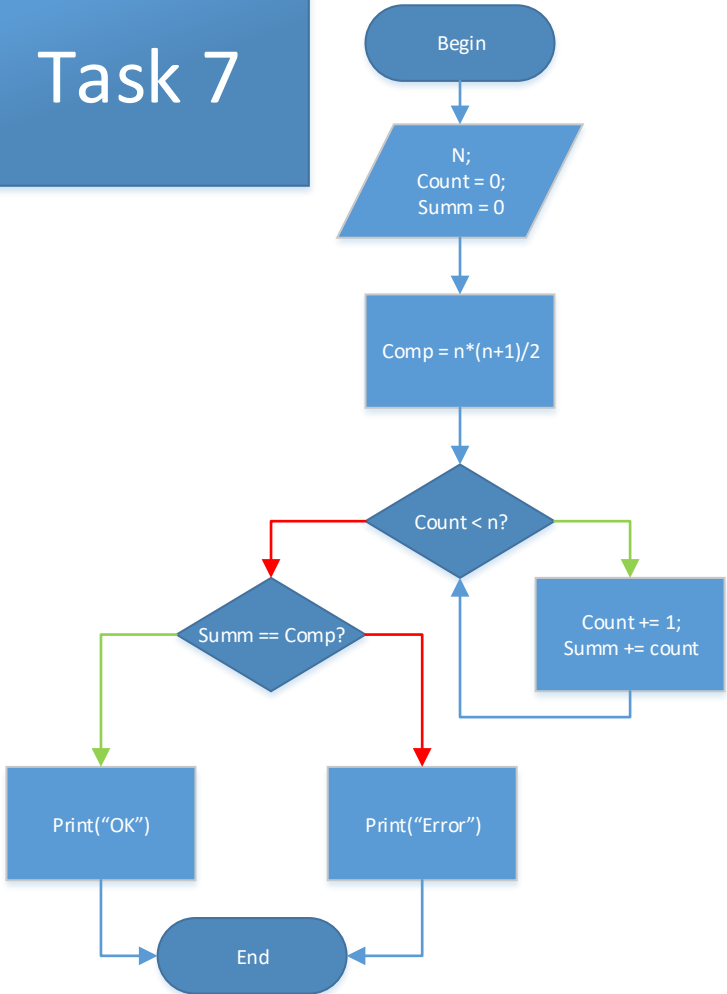 Task 7
Begin
N;
Count = 0;
Summ = 0
Comp = n*(n+1)/2
Count < n?
Summ == Comp?
Count += 1;
Summ += count
Print(“OK”)
Print(“Error”)
End